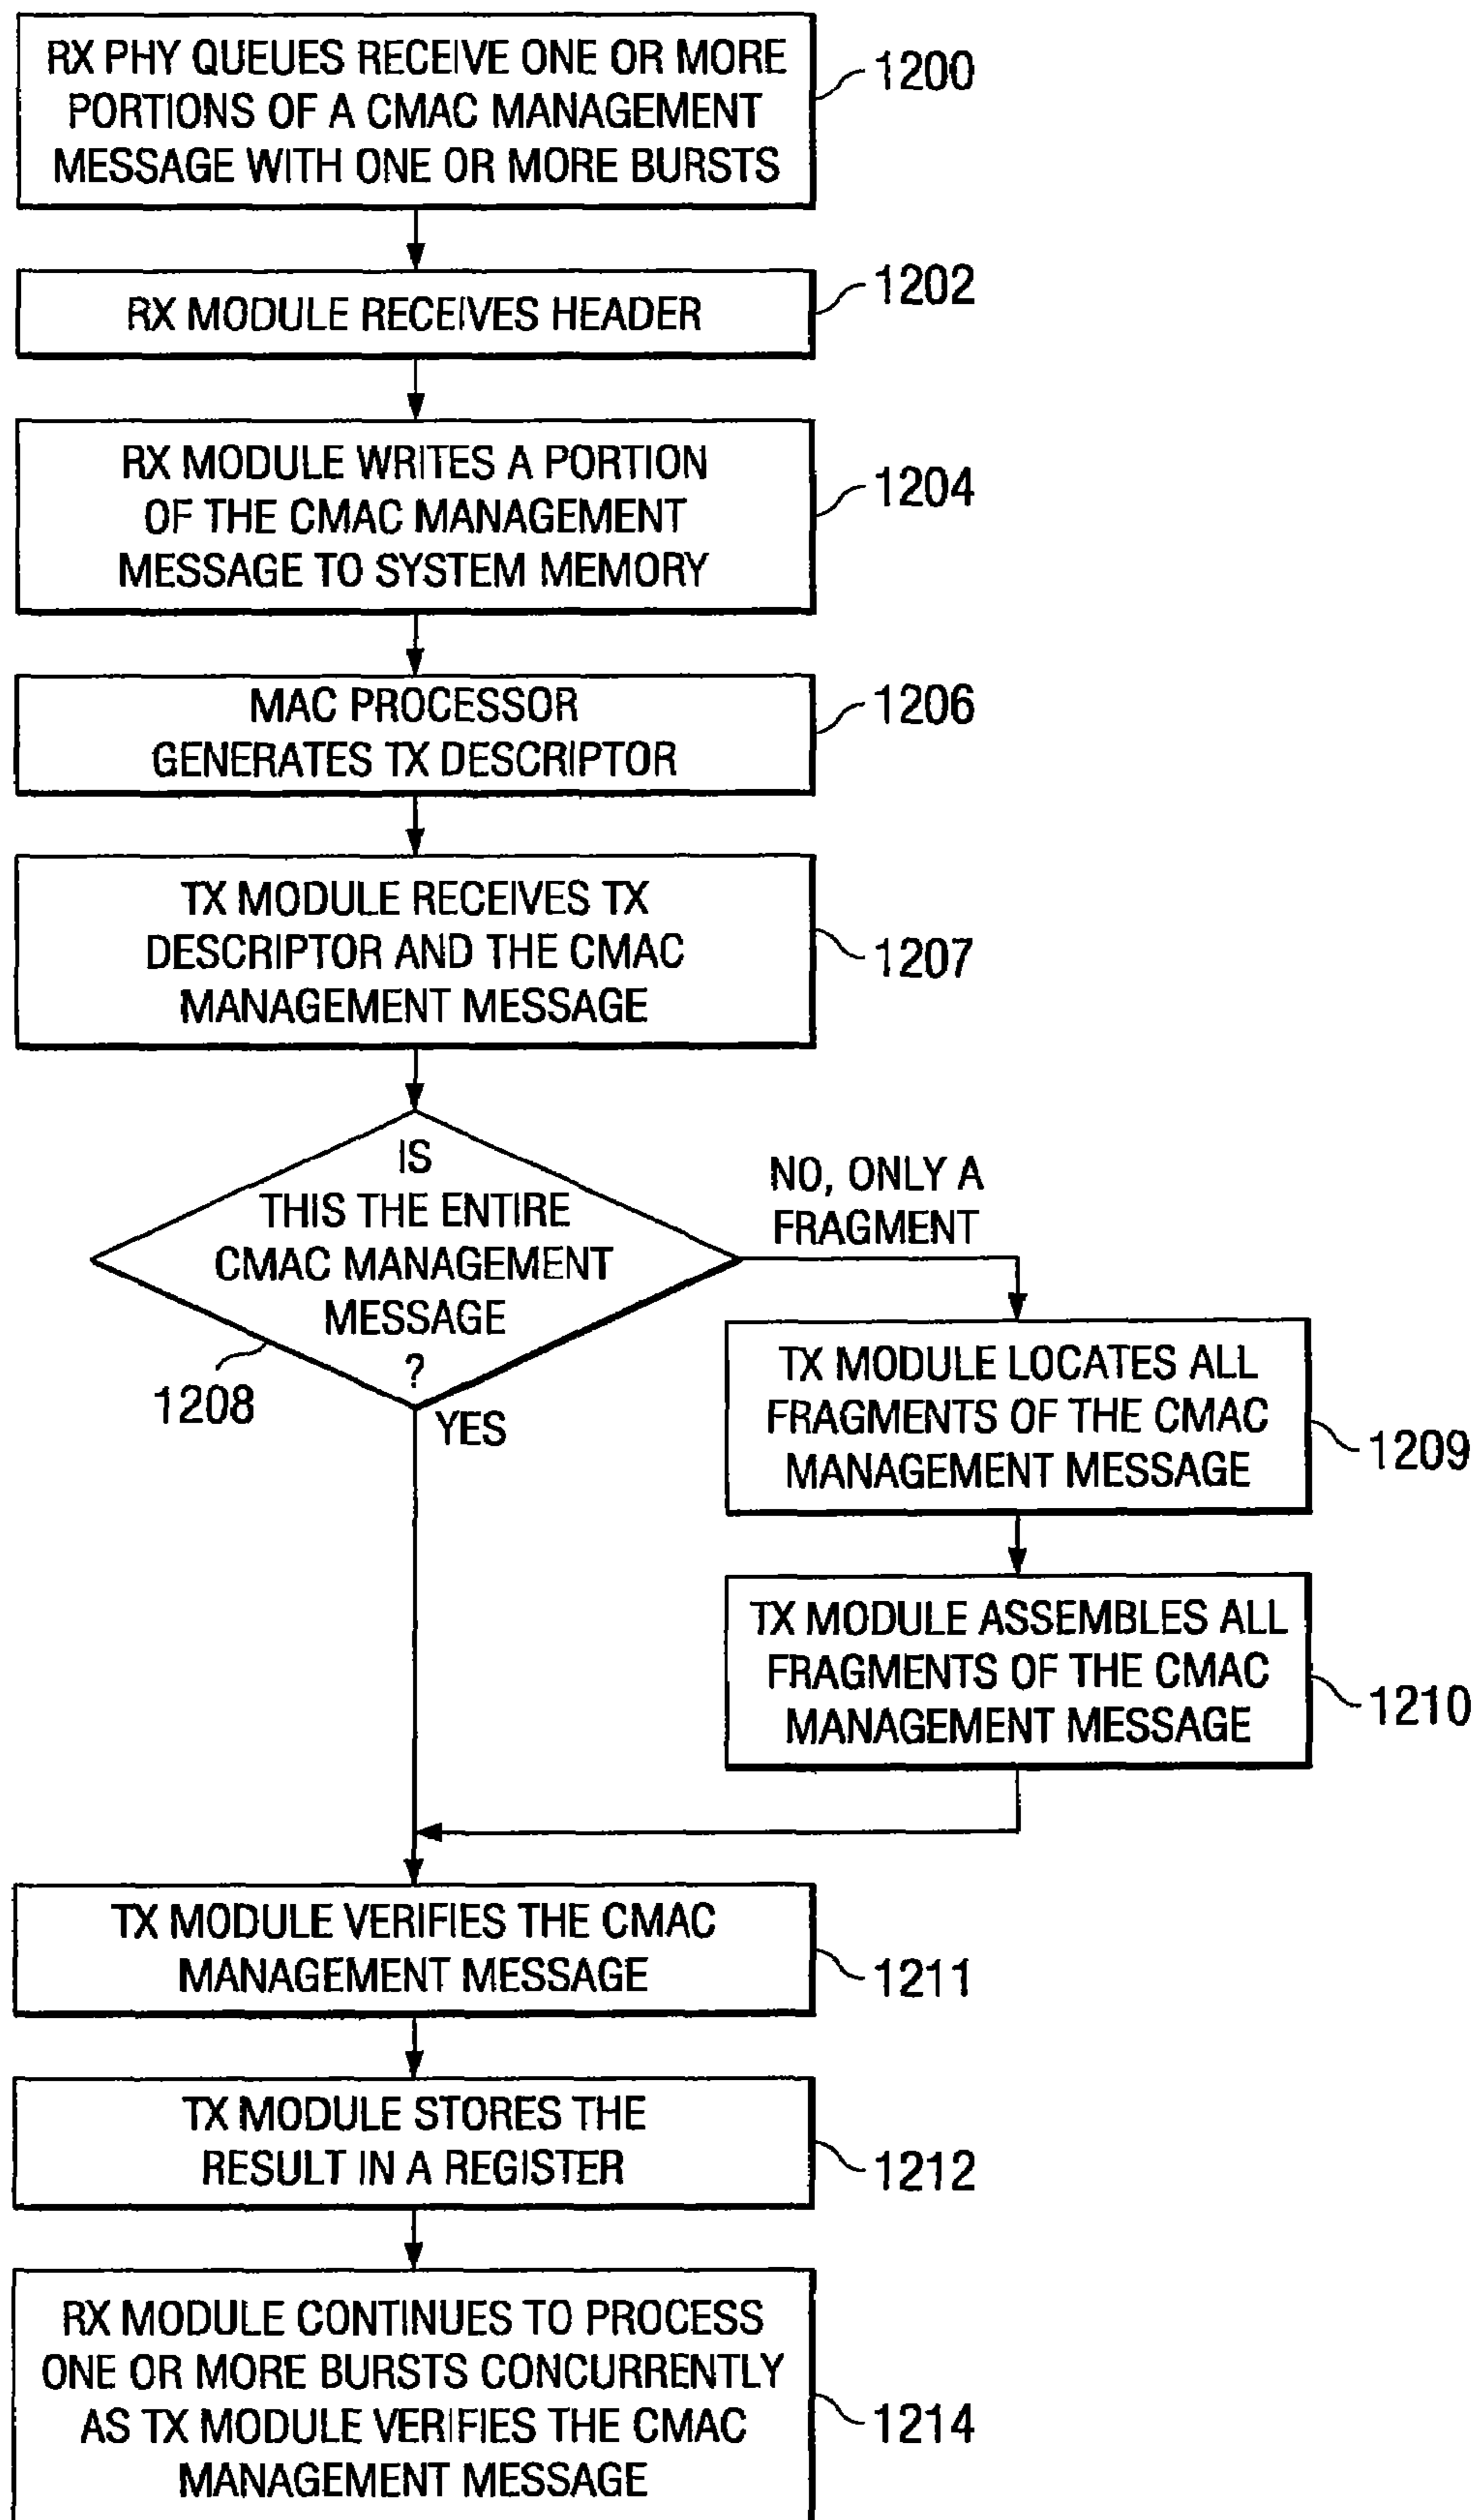 RX PHY QUEUES RECEIVE ONE OR MORE
PORTIONS OF A CMAC MANAGEMENT
MESSAGE WITH ONE OR MORE BURSTS
1200
RX MODULE RECEIVES HEADER
1202
RX MODULE WRITES A PORTION
OF THE CMAC MANAGEMENT
MESSAGE TO SYSTEM MEMORY
1204
MAC PROCESSOR
GENERATES TX DESCRIPTOR
1206
TX MODULE RECEIVES TX
DESCRIPTOR AND THE CMAC
MANAGEMENT MESSAGE
1207
IS
THIS THE ENTIRE
CMAC MANAGEMENT
MESSAGE
?
1208
YES
NO, ONLY A
FRAGMENT
TX MODULE LOCATES ALL
FRAGMENTS OF THE CMAC
MANAGEMENT MESSAGE
1209
TX MODULE ASSEMBLES ALL
FRAGMENTS OF THE CMAC
MANAGEMENT MESSAGE
1210
TX MODULE VERIFIES THE CMAC
MANAGEMENT MESSAGE
1211
TX MODULE STORES THE
RESULT IN A REGISTER
1212
RX MODULE CONTINUES TO PROCESS
ONE OR MORE BURSTS CONCURRENTLY
AS TX MODULE VERIFIES THE CMAC
MANAGEMENT MESSAGE
1214